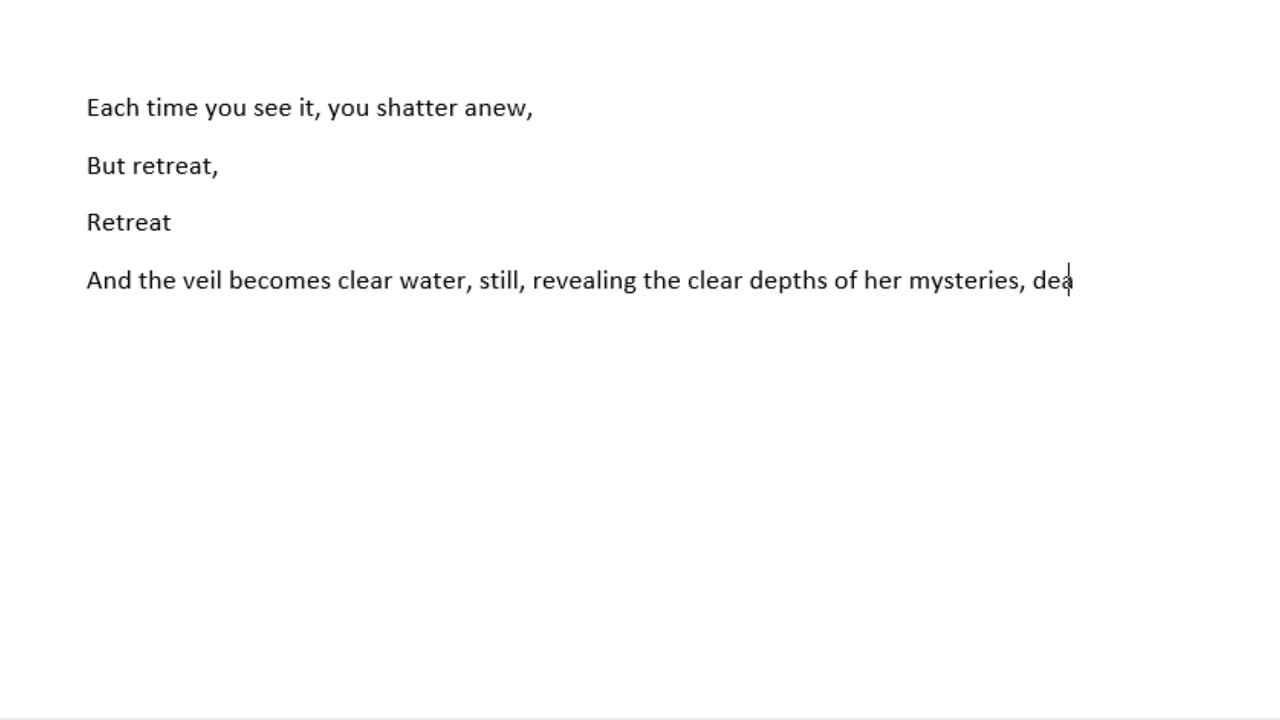 Each time you see it, you shatter anew,
But retreat,
Retreat
And the veil becomes clear water, still, revealing the clear depths of her mysteries, dea